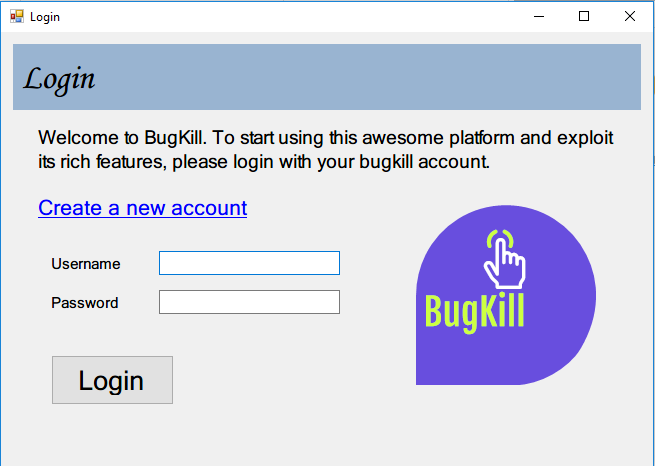 Login
Login
Welcome to BugKill. To start using this awesome platform and exploit
its rich features, please login with your bugkill account.
Create a new account
Username
Password
BugKill
Login